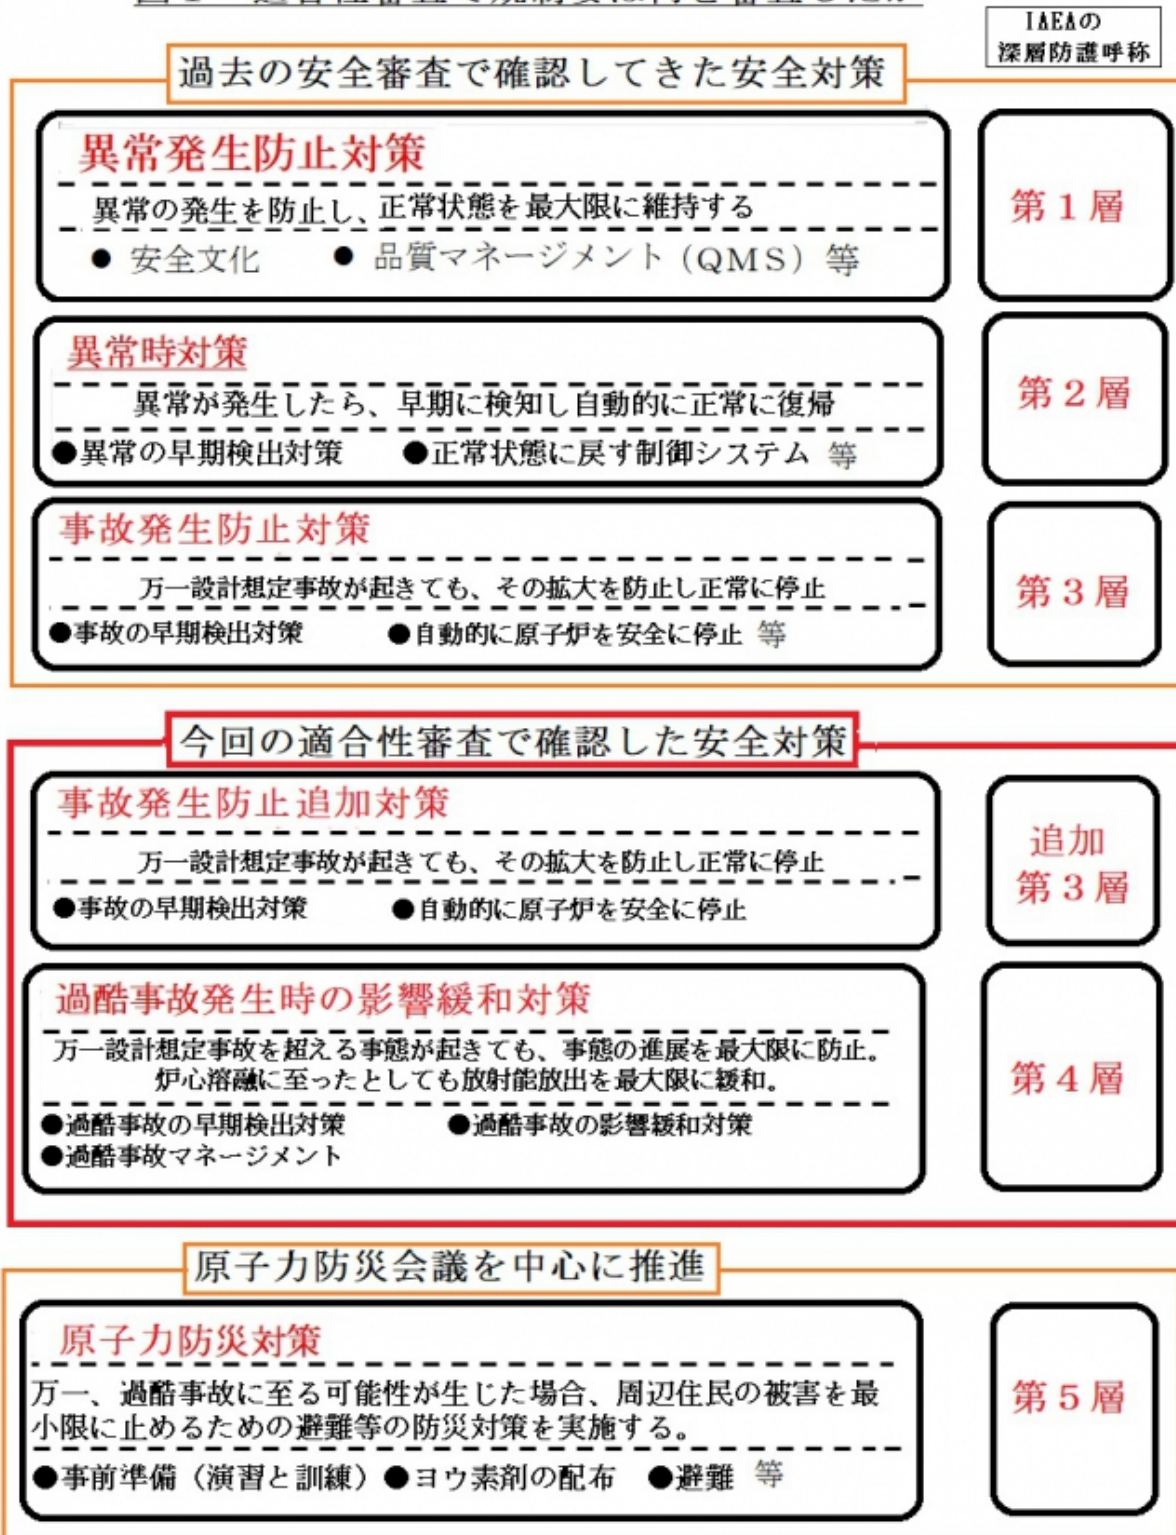 IAEAの
深層防護呼称
過去の安全審査で確認してきた安全対策
異常発生防止対策
異常の発生を防止し、正常状態を最大限に維持する
● 安全文化 ● 品質マネージメント（QMS）等
第1層
異常時対策
異常が発生したら、早期に検知し自動的に正常に復帰
●異常の早期検出対策 ●正常状態に戻す制御システム 等
第2層
事故発生防止対策
万一設計想定事故が起きても、その拡大を防止し正常に停止
●事故の早期検出対策 ●自動的に原子炉を安全に停止 等
第3層
今回の適合性審査で確認した安全対策
事故発生防止追加対策
万一設計想定事故が起きても、その拡大を防止し正常に停止
●事故の早期検出対策 ●自動的に原子炉を安全に停止
追加
第3層
過酷事故発生時の影響緩和対策
万一設計想定事故を超える事態が起きても、事態の進展を最大限に防止。
炉心溶融に至ったとしても放射能放出を最大限に緩和。
●過酷事故の早期検出対策 ●過酷事故の影響緩和対策
●過酷事故マネージメント
第4層
原子力防災会議を中心に推進
原子力防災対策
万一、過酷事故に至る可能性が生じた場合、周辺住民の被害を最
小限に止めるための避難等の防災対策を実施する。
●事前準備（演習と訓練）●ヨウ素剤の配布 ●避難 等
第5層